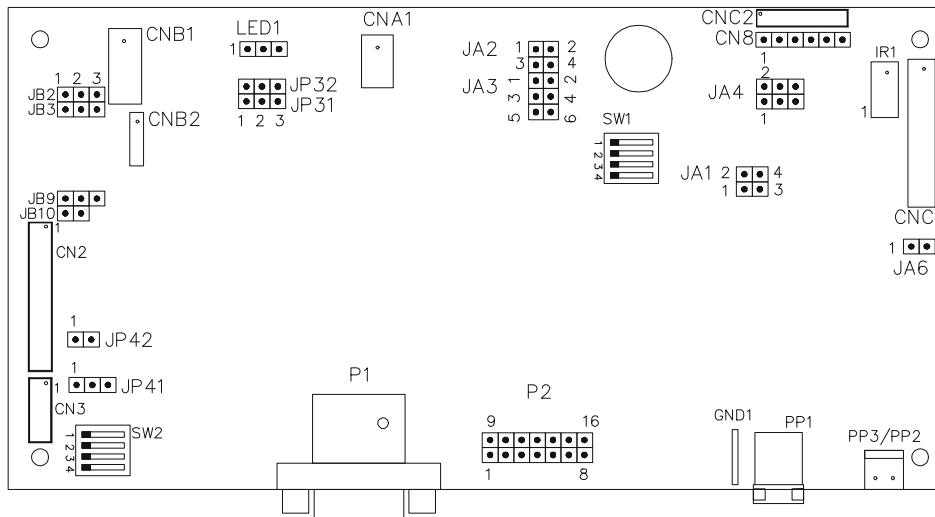 CNC2
LED1
CNA1
CNB1
CN8
JA2
1
2
1
IR1
3
4
1
1 2 3
JP32
JA3
1
2
2
JB2
JP31
3
4
JA4
JB3
1 2 3
5
6
1
1
CNB2
SW1
1
2
3
4
JA1
2
4
1
3
JB9
JB10
CNC
1
CN2
1
JA6
1
JP42
1
JP41
1
CN3
P1
P2
GND1
PP1
PP3/PP2
9
16
SW2
1
2
3
4
1
8